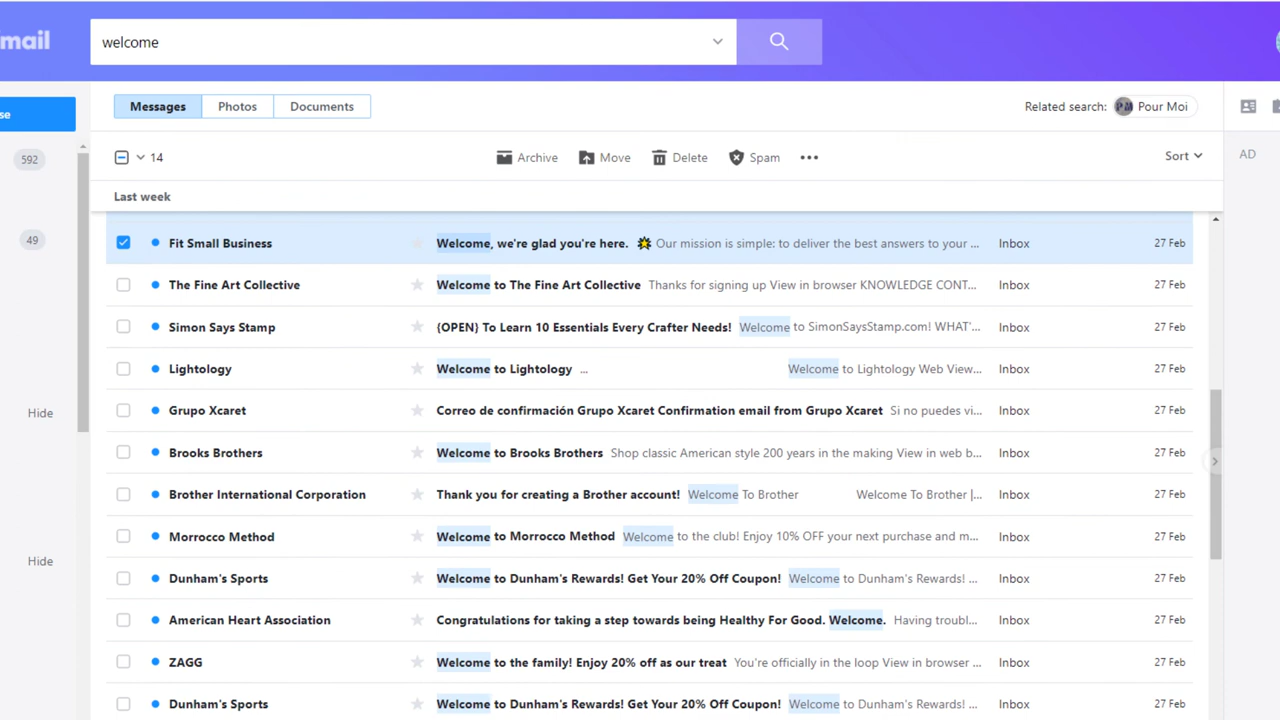 mail welcome
se Messages Photos Documents Related search: PM Pour Moi
592 14 Archive Move Delete Spam ••• Sort AD
Last week
Fit Small Business Welcome, we're glad you're here. Our mission is simple: to deliver the best answers to your ... Inbox 27 Feb
49
The Fine Art Collective Welcome to The Fine Art Collective Thanks for signing up View in browser KNOWLEDGE CONT... Inbox 27 Feb
Simon Says Stamp {OPEN} To Learn 10 Essentials Every Crafter Needs! Welcome to SimonSaysStamp.com! WHAT'... Inbox 27 Feb
Lightology Welcome to Lightology ... Welcome to Lightology Web View... Inbox 27 Feb
Hide Grupo Xcaret Correo de confirmación Grupo Xcaret Confirmation email from Grupo Xcaret Si no puedes vi... Inbox 27 Feb
Brooks Brothers Welcome to Brooks Brothers Shop classic American style 200 years in the making View in web b... Inbox 27 Feb
Brother International Corporation Thank you for creating a Brother account! Welcome To Brother Welcome To Brother |... Inbox 27 Feb
Morrocco Method Welcome to Morrocco Method Welcome to the club! Enjoy 10% OFF your next purchase and m... Inbox 27 Feb
Hide
Dunham's Sports Welcome to Dunham's Rewards! Get Your 20% Off Coupon! Welcome to Dunham's Rewards! ... Inbox 27 Feb
American Heart Association Congratulations for taking a step towards being Healthy For Good. Welcome. Having troubl... Inbox 27 Feb
ZAGG Welcome to the family! Enjoy 20% off as our treat You're officially in the loop View in browser ... Inbox 27 Feb
Dunham's Sports Welcome to Dunham's Rewards! Get Your 20% Off Coupon! Welcome to Dunham's Rewards! ... Inbox 27 Feb